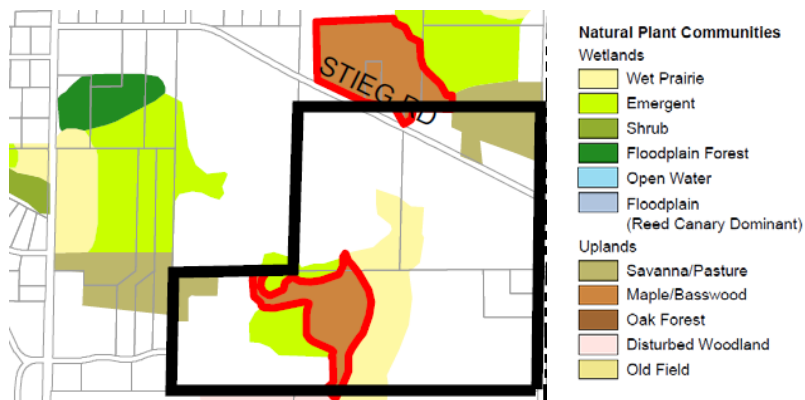 STIEG RD
Natural Plant Communities
Wetlands
Wet Prairie
Emergent
Shrub
Floodplain Forest
Open Water
Floodplain
(Reed Canary Dominant)
Uplands
Savanna/Pasture
Maple/Basswood
Oak Forest
Disturbed Woodland
Old Field